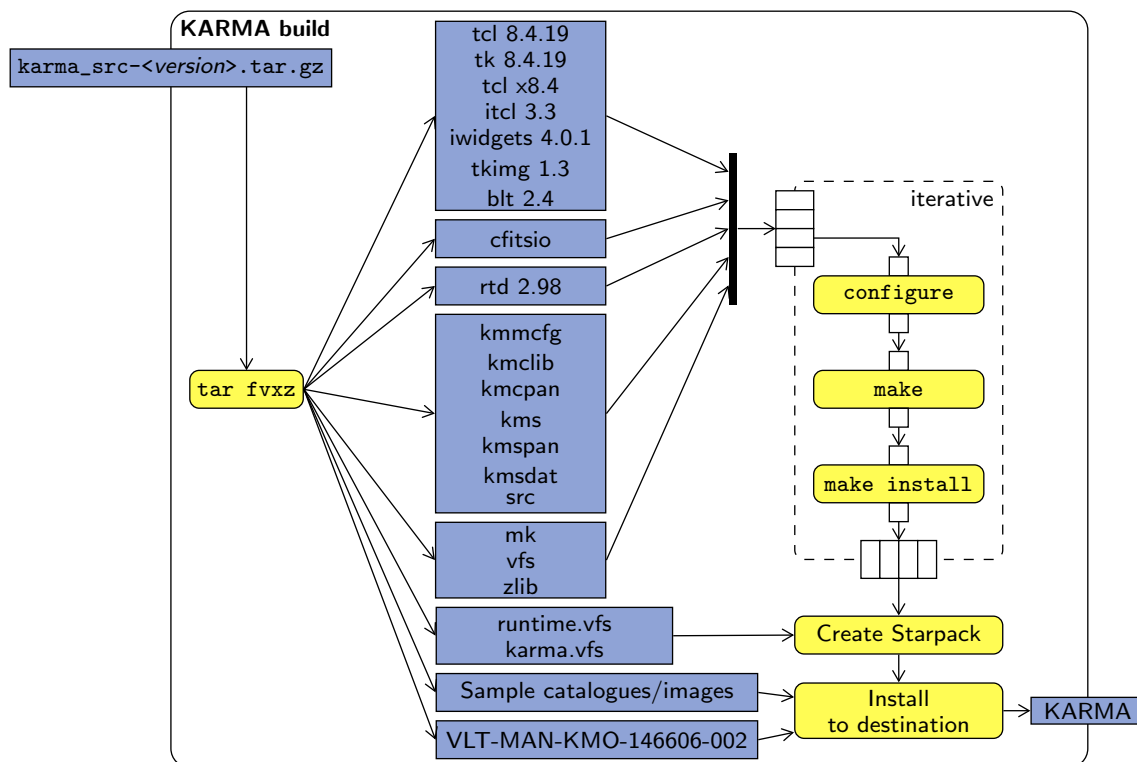 KARMA build
karma_src-<version>.tar.gz
tcl 8.4.19
tk 8.4.19
tcl x8.4
itcl 3.3
iwidgets 4.0.1
tkimg 1.3
blt 2.4
cfitsio
rtd 2.98
kmmcfg
kmclib
kmcpan
kms
kmspan
kmsdat
src
mk
vfs
zlib
runtime.vfs
karma.vfs
Sample catalogues/images
VLT-MAN-KMO-146606-002
tar fvxz
iterative
configure
make
make install
Create Starpack
Install
to destination
KARMA